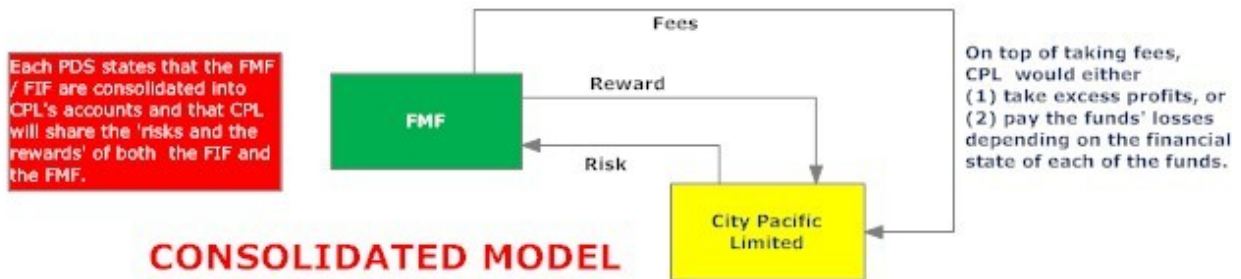 Fees
Each PDS states that the FMF
/ FIF are consolidated into
CPL's accounts and that CPL
will share the 'risks and the
rewards' of both the FIF and
the FMF.
FMF
Reward
Risk
On top of taking fees,
CPL would either
(1) take excess profits, or
(2) pay the funds' losses
depending on the financial
state of each of the funds.
City Pacific
Limited
CONSOLIDATED MODEL